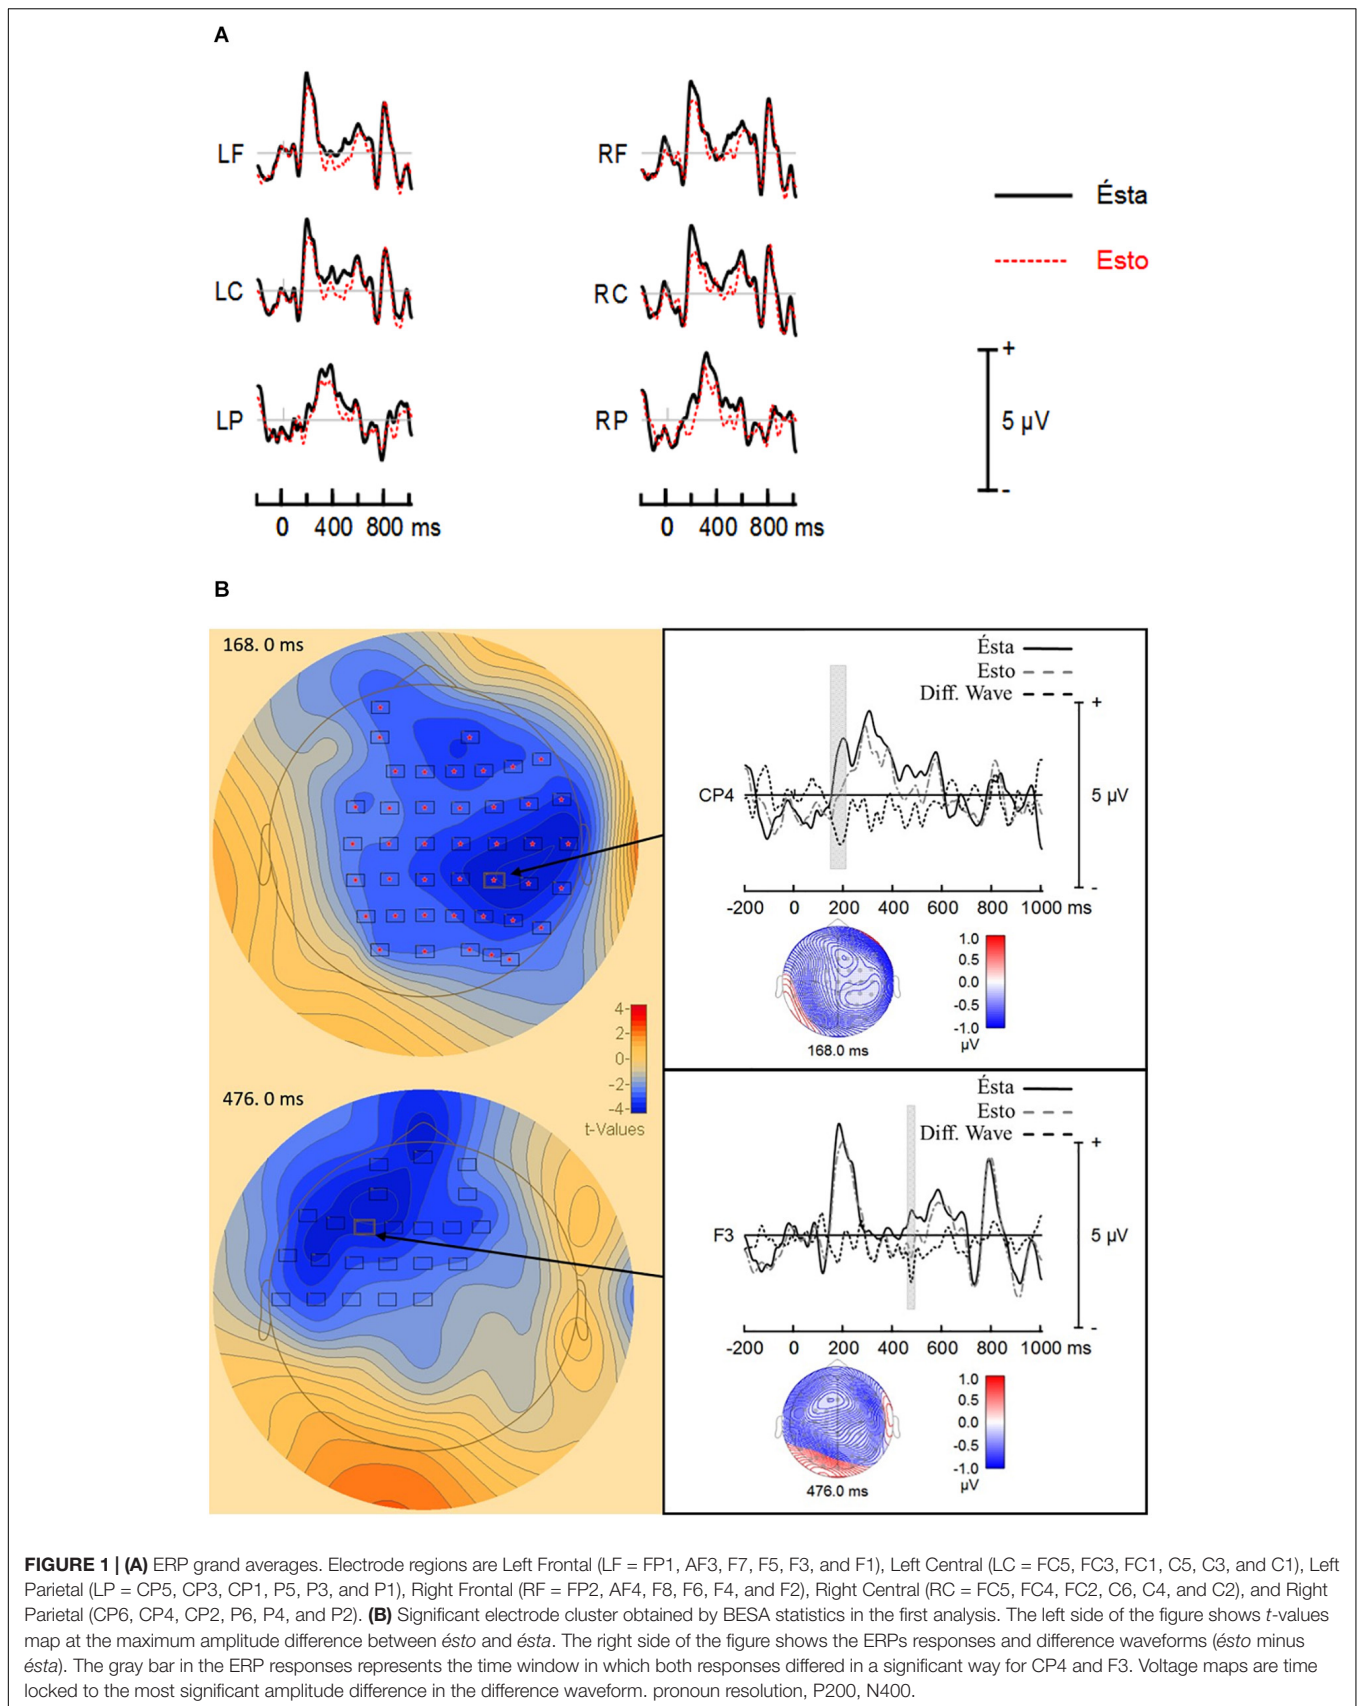 A
LF
RF
Ésta
Esto
LC
RC
LP
RP
+
5 µV
-
0 400 800 ms
0 400 800 ms
B
168. 0 ms
Ésta
Esto
Diff. Wave
+
CP4
5 µV
-
-200 0 200 400 600 800 1000 ms
1.0
0.5
0.0
-0.5
-1.0
µV
168.0 ms
4
2
0
-2
-4
t-Values
476. 0 ms
Ésta
Esto
Diff. Wave
+
F3
5 µV
-
-200 0 200 400 600 800 1000 ms
1.0
0.5
0.0
-0.5
-1.0
µV
476.0 ms
FIGURE 1 | (A) ERP grand averages. Electrode regions are Left Frontal (LF = FP1, AF3, F7, F5, F3, and F1), Left Central (LC = FC5, FC3, FC1, C5, C3, and C1), Left
Parietal (LP = CP5, CP3, CP1, P5, P3, and P1), Right Frontal (RF = FP2, AF4, F8, F6, F4, and F2), Right Central (RC = FC5, FC4, FC2, C6, C4, and C2), and Right
Parietal (CP6, CP4, CP2, P6, P4, and P2). (B) Significant electrode cluster obtained by BESA statistics in the first analysis. The left side of the figure shows t-values
map at the maximum amplitude difference between ésto and ésta. The right side of the figure shows the ERPs responses and difference waveforms (ésto minus
ésta). The gray bar in the ERP responses represents the time window in which both responses differed in a significant way for CP4 and F3. Voltage maps are time
locked to the most significant amplitude difference in the difference waveform. pronoun resolution, P200, N400.